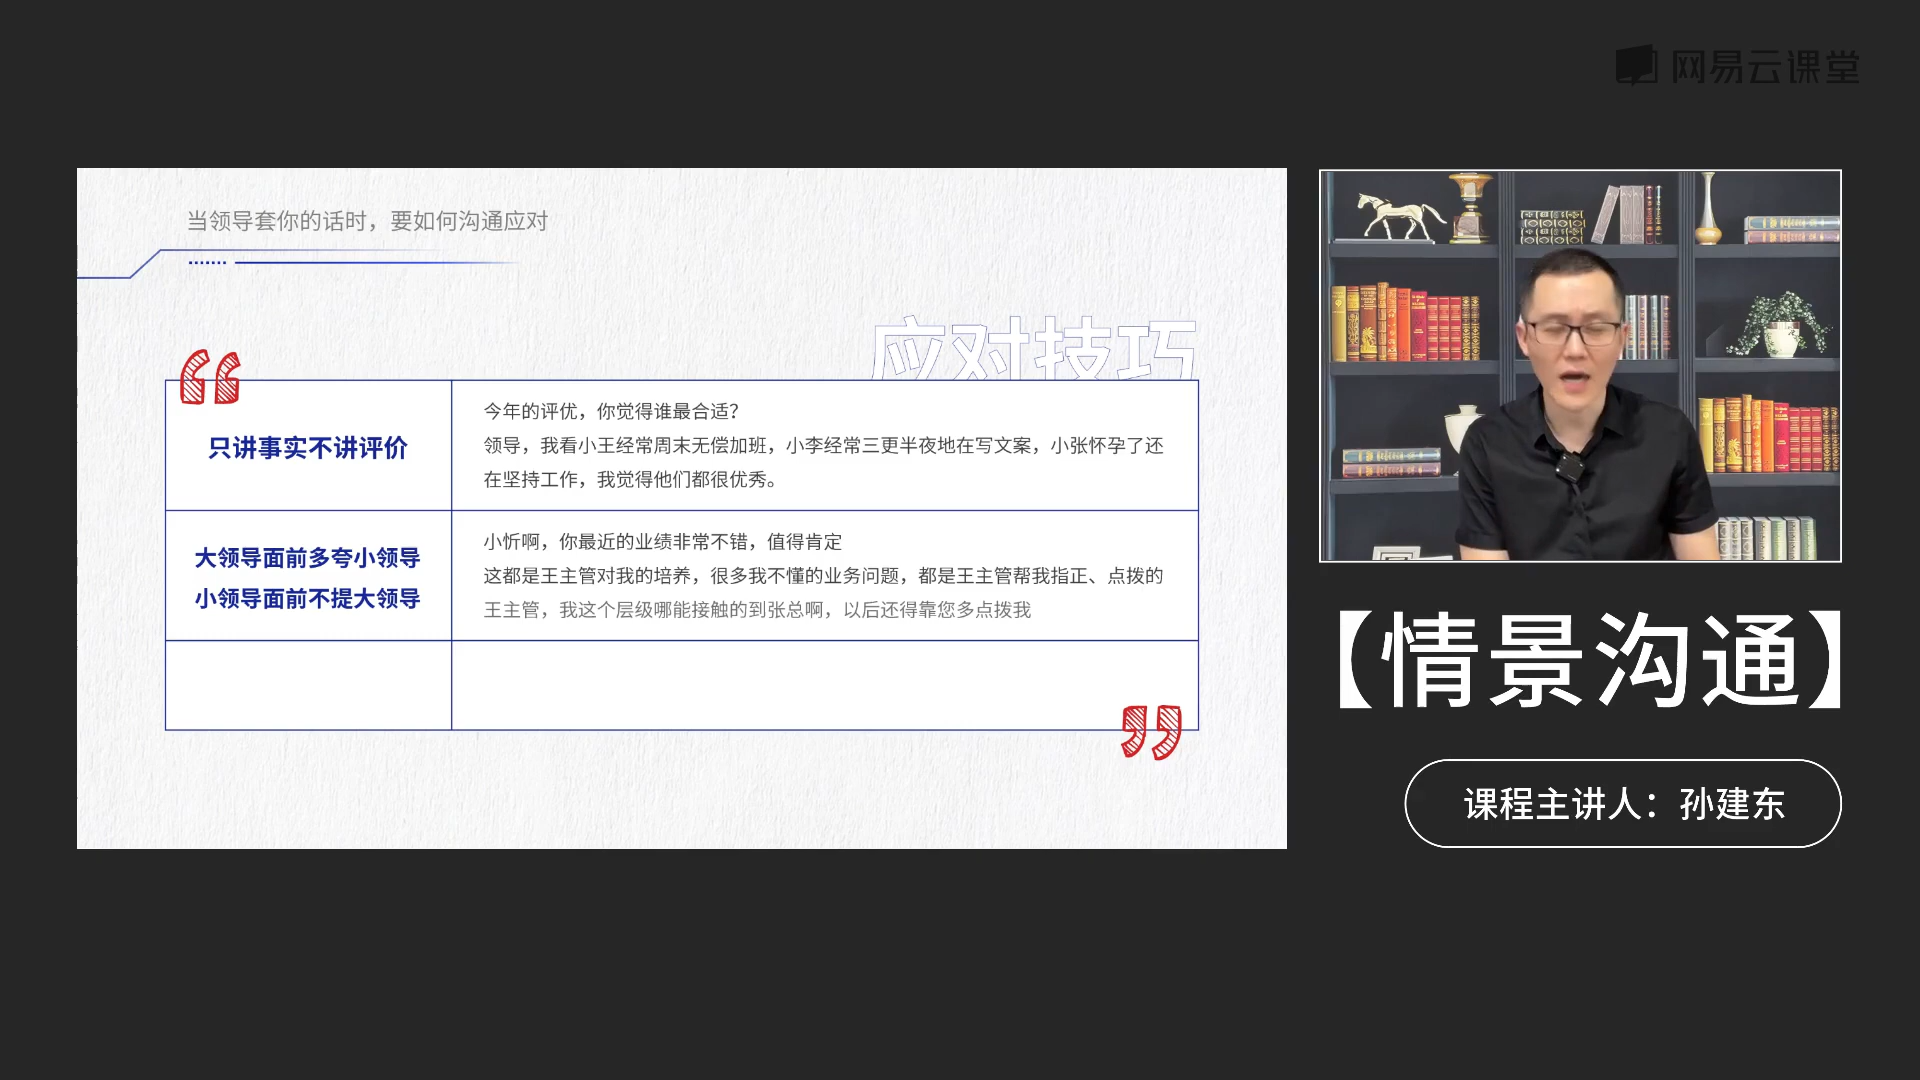 网易云课堂
当领导套你的话时，要如何沟通应对
应对技巧
只讲事实不讲评价
今年的评优，你觉得谁最合适？
领导，我看小王经常周末无偿加班，小李经常三更半夜地在写文案，小张怀孕了还
在坚持工作，我觉得他们都很优秀。
大领导面前多夸小领导
小领导面前不提大领导
小忻啊，你最近的业绩非常不错，值得肯定
这都是王主管对我的培养，很多我不懂的业务问题，都是王主管帮我指正、点拨的
王主管，我这个层级哪能接触的到张总啊，以后还得靠您多点拨我
【情景沟通】
课程主讲人：孙建东